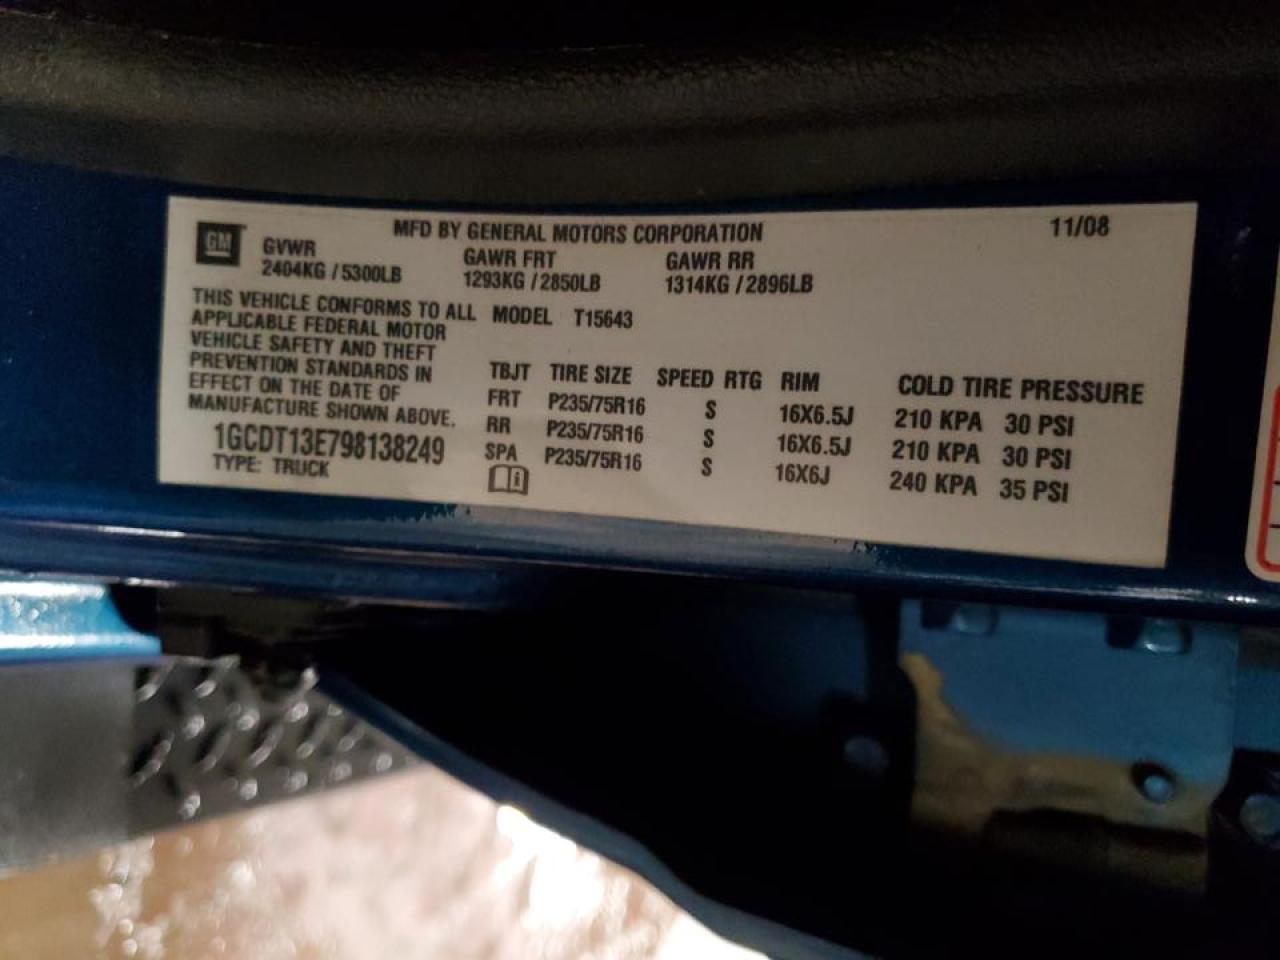 MFD BY GENERAL MOTORS CORPORATION 11/08
GM
GVWR GAWR FRT GAWR RR
2404KG / 5300LB 1293KG / 2850LB 1314KG / 2896LB
THIS VEHICLE CONFORMS TO ALL
APPLICABLE FEDERAL MOTOR
VEHICLE SAFETY AND THEFT
PREVENTION STANDARDS IN
EFFECT ON THE DATE OF
MANUFACTURE SHOWN ABOVE.
1GCDT13E798138249
TYPE: TRUCK
MODEL T15643
TBJT TIRE SIZE SPEED RTG RIM COLD TIRE PRESSURE
FRT P235/75R16 S 16X6.5J 210 KPA 30 PSI
RR P235/75R16 S 16X6.5J 210 KPA 30 PSI
SPA P235/75R16 S 16X6J 240 KPA 35 PSI